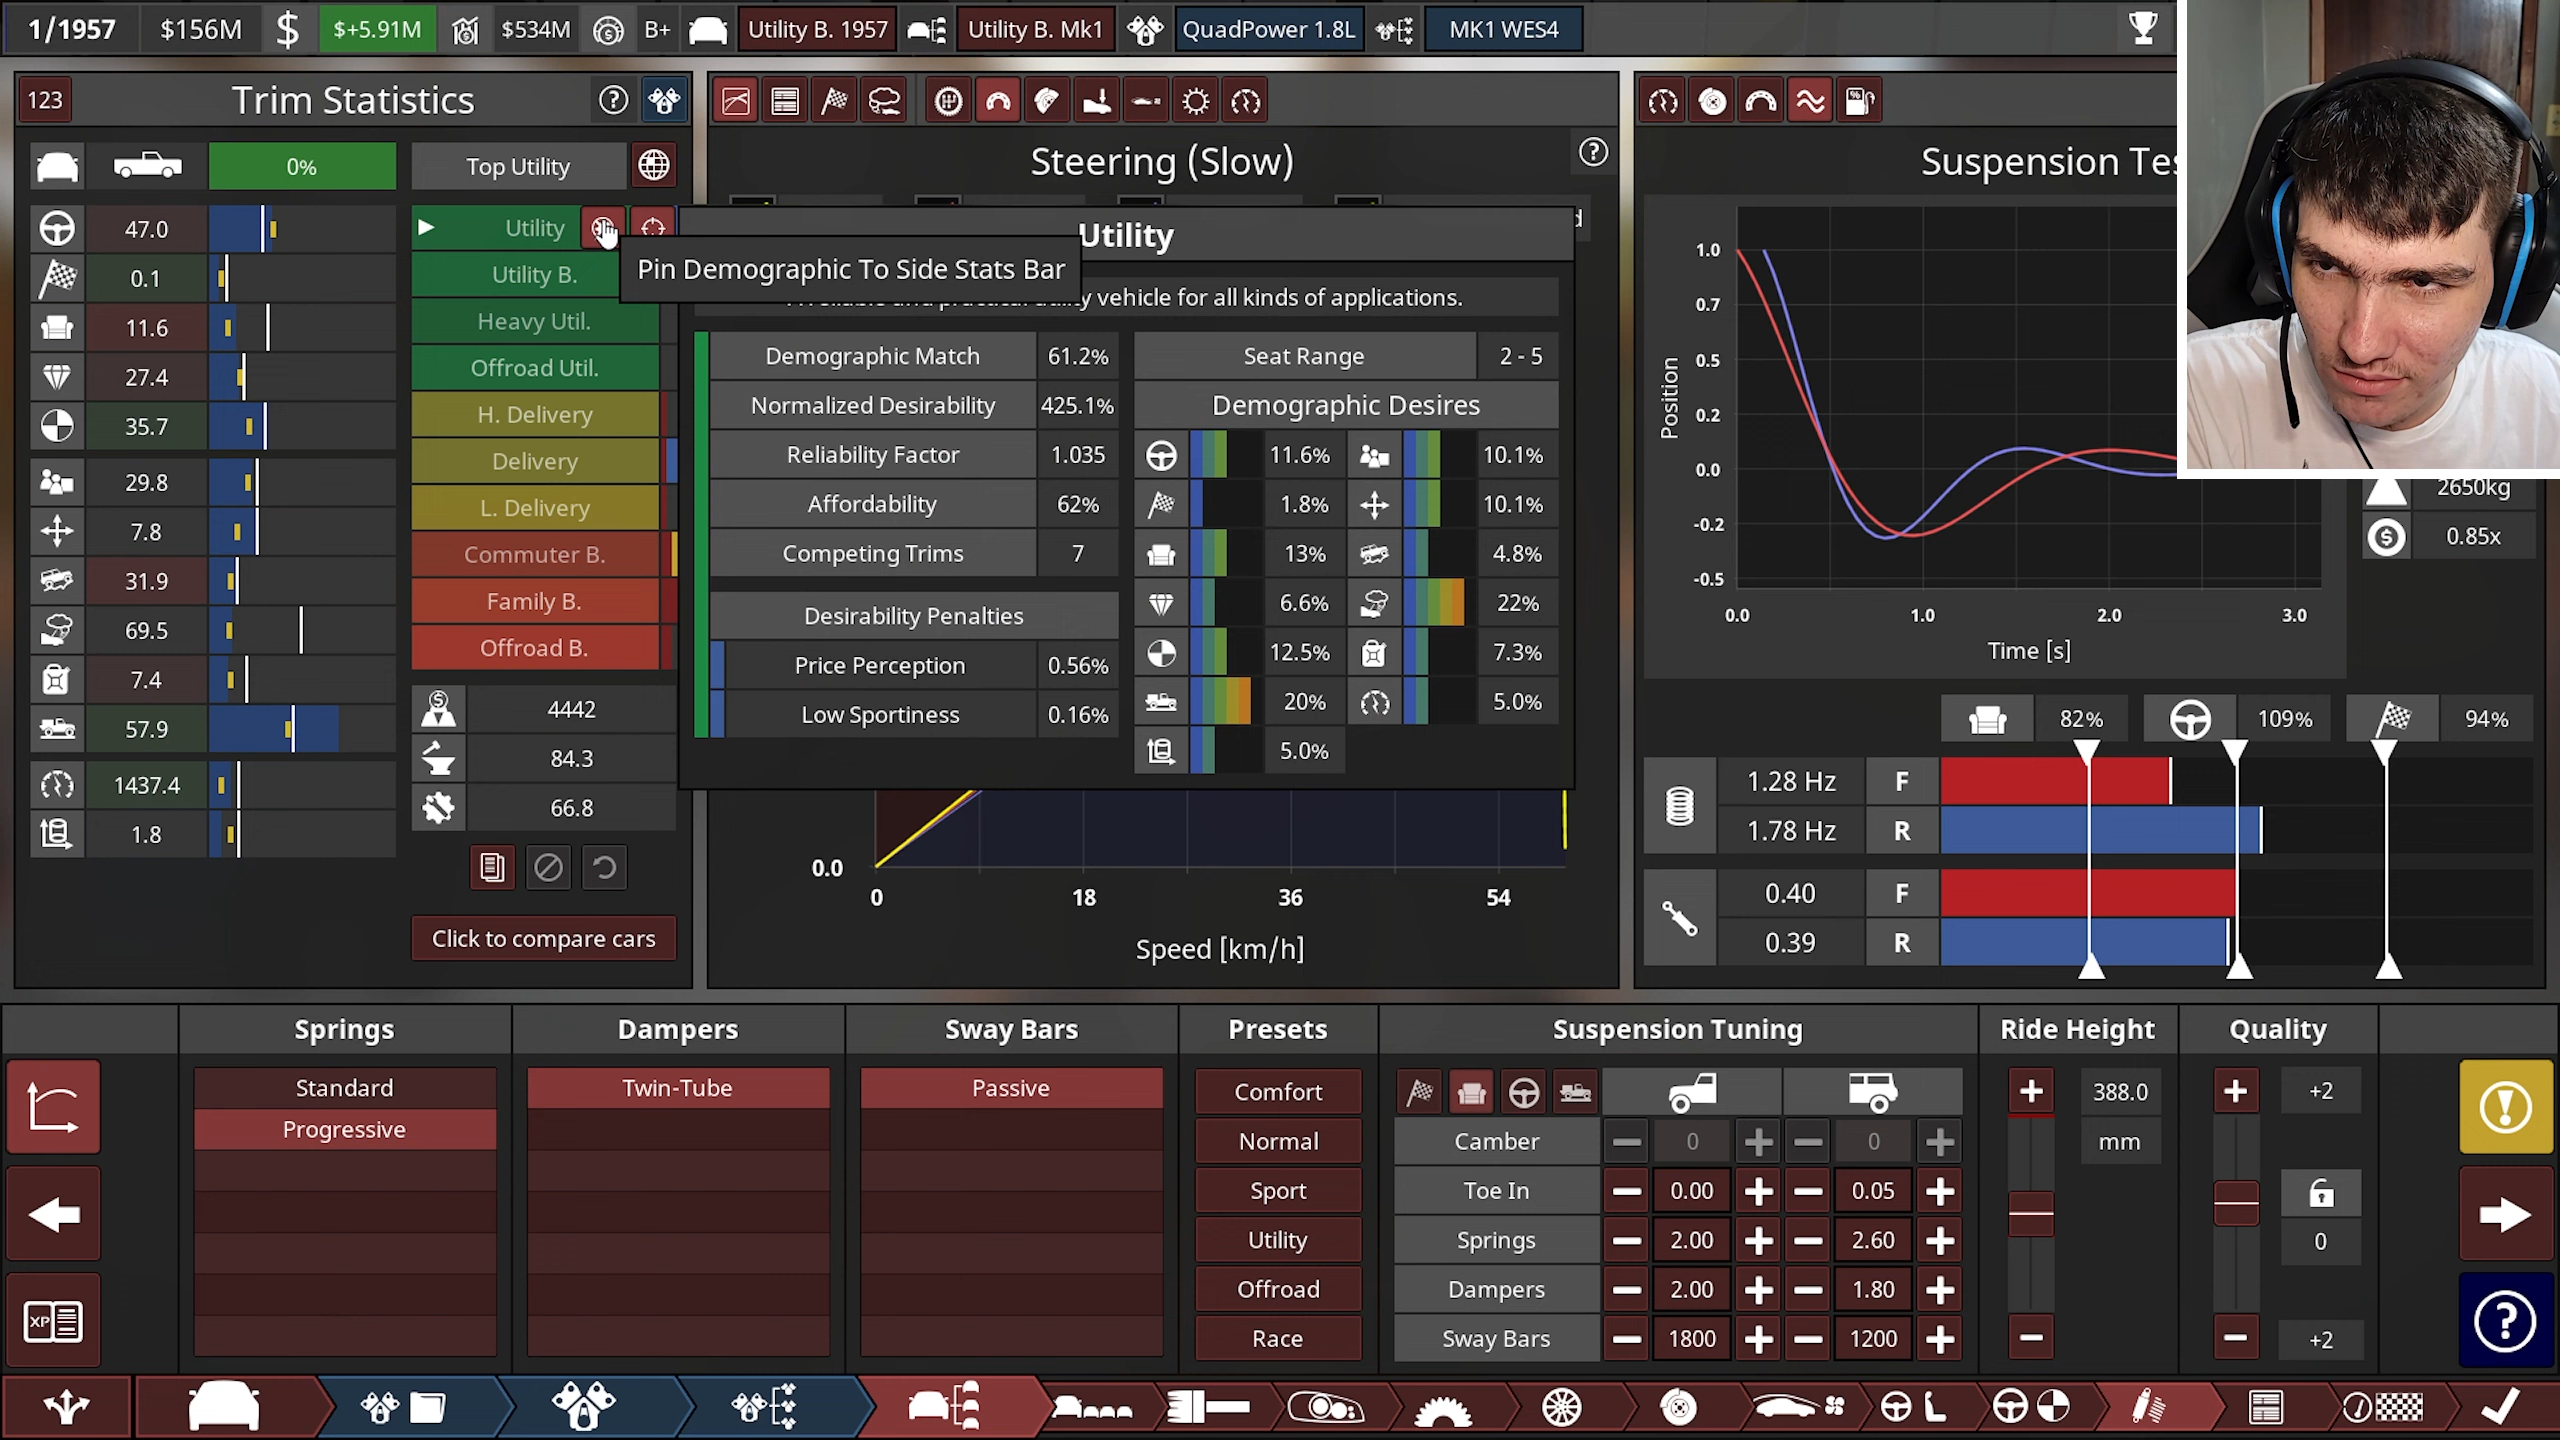 1/1957 $156M $ $+5.91M $534M B+ Utility B. 1957 Utility B. Mk1 QuadPower 1.8L MK1 WES4
123 Trim Statistics
0% Top Utility
47.0
0.1
11.6
27.4
35.7
29.8
7.8
31.9
69.5
7.4
57.9
1437.4
1.8
Utility
Utility B.
Heavy Util.
Offroad Util.
H. Delivery
Delivery
L. Delivery
Commuter B.
Family B.
Offroad B.
4442
84.3
66.8
Click to compare cars
Steering (Slow)
Utility
Pin Demographic To Side Stats Bar
vehicle for all kinds of applications.
Demographic Match 61.2%
Normalized Desirability 425.1%
Reliability Factor 1.035
Affordability 62%
Competing Trims 7
Desirability Penalties
Price Perception 0.56%
Low Sportiness 0.16%
Seat Range 2 - 5
Demographic Desires
11.6% 10.1%
1.8% 10.1%
13% 4.8%
6.6% 22%
12.5% 7.3%
20% 5.0%
5.0%
0.0
0 18 36 54
Speed [km/h]
Suspension Tes
Position
1.0
0.7
0.5
0.2
0.0
-0.2
-0.5
0.0 1.0 2.0 3.0
Time [s]
2650kg
0.85x
82% 109% 94%
1.28 Hz F
1.78 Hz R
0.40 F
0.39 R
Springs Dampers Sway Bars Presets Suspension Tuning Ride Height Quality
Standard
Progressive
Twin-Tube
Passive
Comfort
Normal
Sport
Utility
Offroad
Race
Camber 0 0
Toe In 0.00 0.05
Springs 2.00 2.60
Dampers 2.00 1.80
Sway Bars 1800 1200
388.0
mm
+2
0
+2
XP